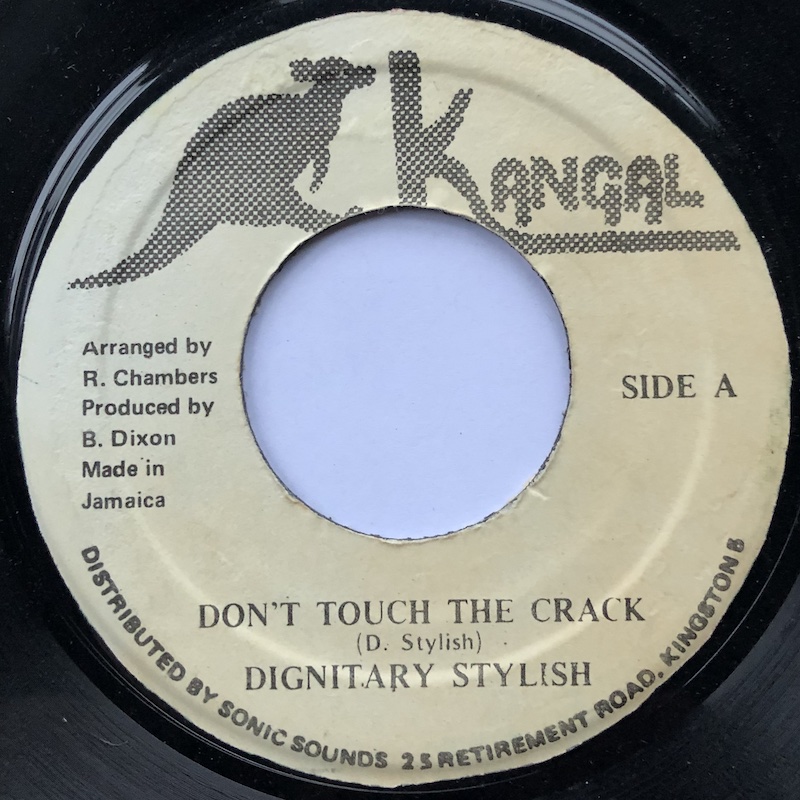 KANGAL
Arranged by
R. Chambers
Produced by
B. Dixon
Made in
Jamaica
SIDE A
DON'T TOUCH THE CRACK
(D. Stylish)
DIGNITARY STYLISH
DISTRIBUTED BY SONIC SOUNDS 25 RETIREMENT ROAD, KINGSTON 5